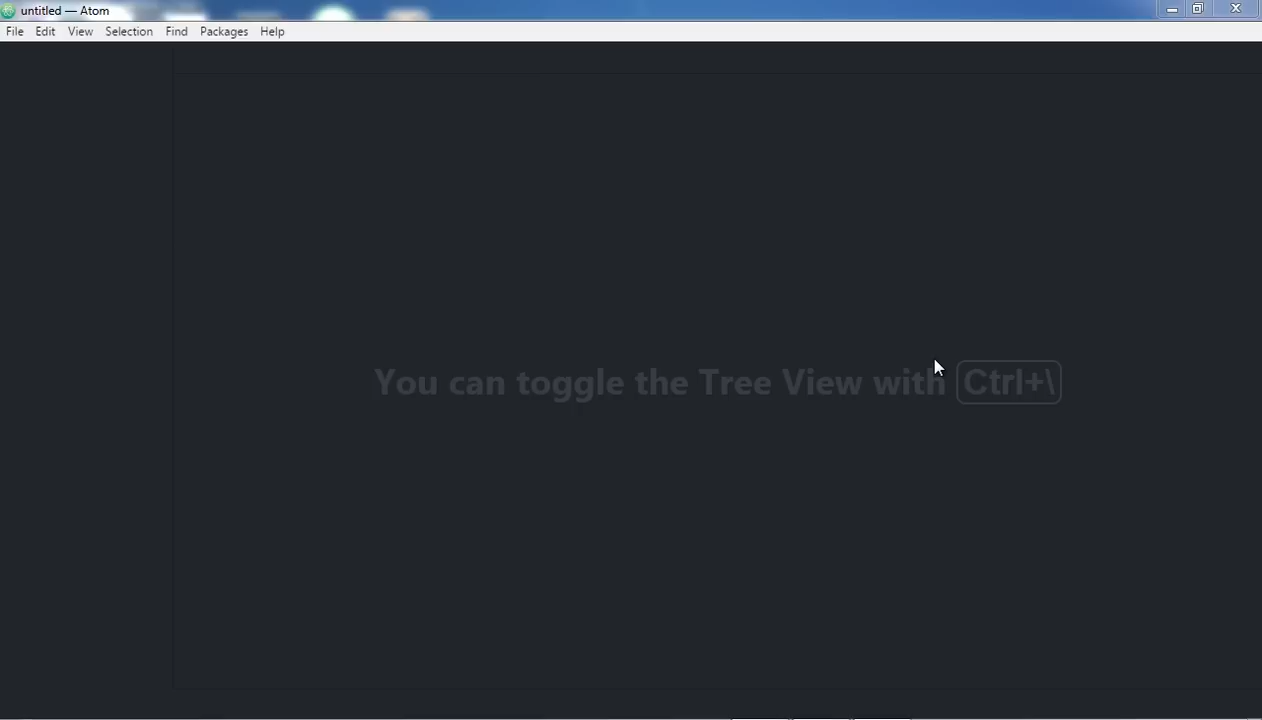 untitled — Atom
File Edit View Selection Find Packages Help
You can toggle the Tree View with Ctrl+\